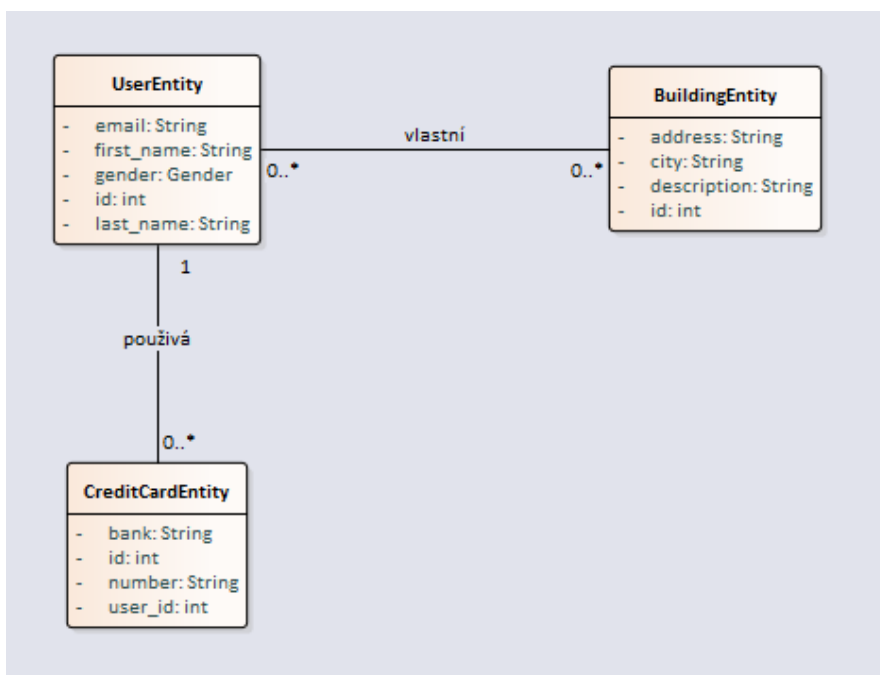 UserEntity
- email: String
- first_name: String
- gender: Gender
- id: int
- last_name: String
vlastní
0..*
0..*
BuildingEntity
- address: String
- city: String
- description: String
- id: int
1
použivá
0..*
CreditCardEntity
- bank: String
- id: int
- number: String
- user_id: int